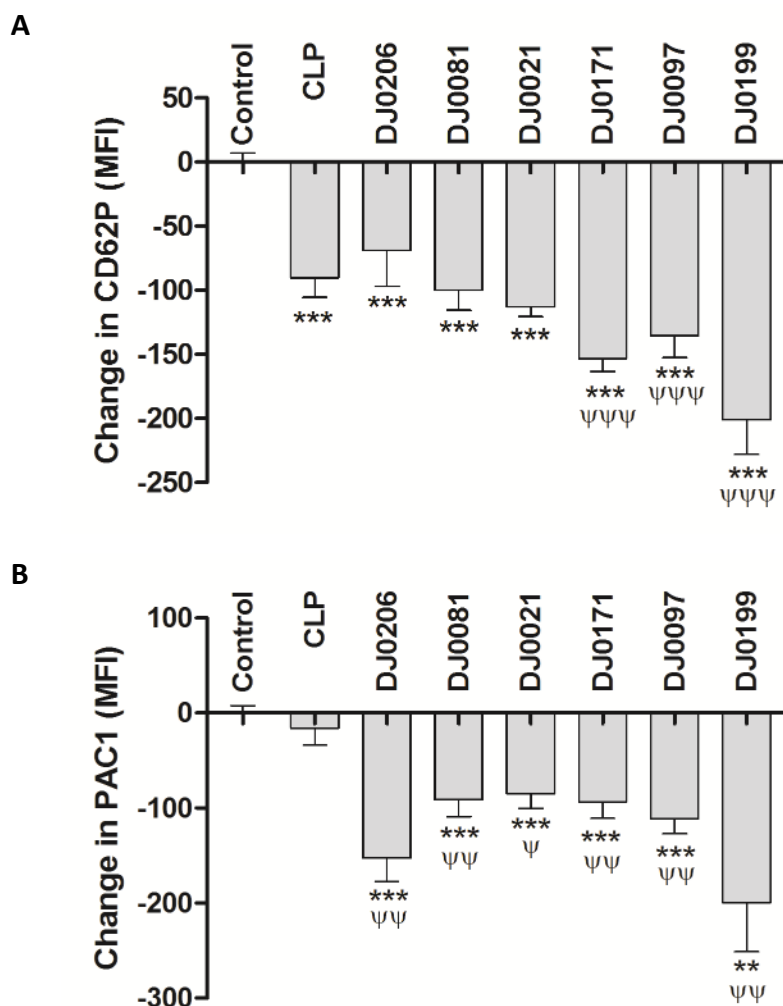 A
Control
CLP
DJ0206
DJ0081
DJ0021
DJ0171
DJ0097
DJ0199
Change in CD62P (MFI)
50
0
-50
-100
-150
-200
-250
***
***
***
***
***
ψψψ
***
ψψψ
***
ψψψ
B
Control
CLP
DJ0206
DJ0081
DJ0021
DJ0171
DJ0097
DJ0199
Change in PAC1 (MFI)
100
0
-100
-200
-300
***
ψψ
***
ψψ
***
ψ
***
ψψ
***
ψψ
**
ψψ